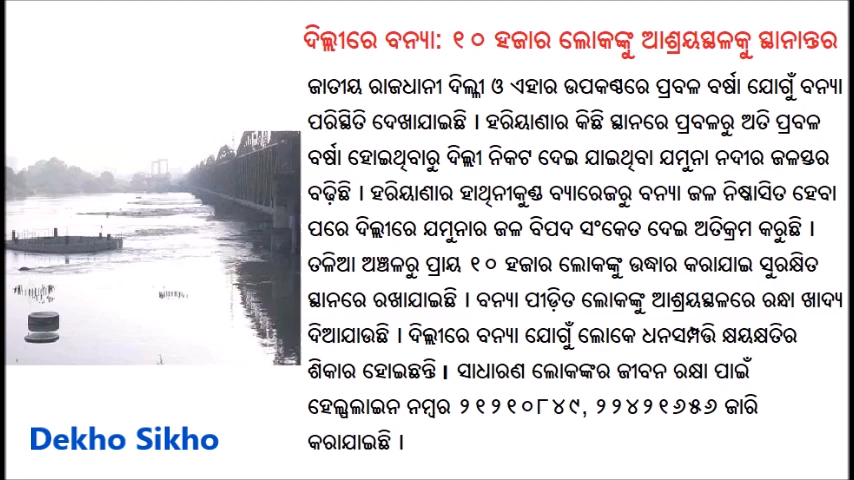 ଦିଲ୍ଲୀରେ ବନ୍ୟା: ୧୦ ହଜାର ଲୋକଙ୍କୁ ଆଶ୍ରୟସ୍ଥଳକୁ ସ୍ଥାନାନ୍ତର
ଜାତୀୟ ରାଜଧାନୀ ଦିଲ୍ଲୀ ଓ ଏହାର ଉପକଣ୍ଠରେ ପ୍ରବଳ ବର୍ଷା ଯୋଗୁଁ ବନ୍ୟା
ପରିସ୍ଥିତି ଦେଖାଯାଇଛି । ହରିୟାଣାର କିଛି ସ୍ଥାନରେ ପ୍ରବଳରୁ ଅତି ପ୍ରବଳ
ବର୍ଷା ହୋଇଥିବାରୁ ଦିଲ୍ଲୀ ନିକଟ ଦେଇ ଯାଇଥିବା ଯମୁନା ନଦୀର ଜଳସ୍ତର
ବଢ଼ିଛି । ହରିୟାଣାର ହାଥିନୀକୁଣ୍ଡ ବ୍ୟାରେଜରୁ ବନ୍ୟା ଜଳ ନିଷ୍କାସିତ ହେବା
ପରେ ଦିଲ୍ଲୀରେ ଯମୁନାର ଜଳ ବିପଦ ସଂକେତ ଦେଇ ଅତିକ୍ରମ କରୁଛି ।
ତଳିଆ ଅଞ୍ଚଳରୁ ପ୍ରାୟ ୧୦ ହଜାର ଲୋକଙ୍କୁ ଉଦ୍ଧାର କରାଯାଇ ସୁରକ୍ଷିତ
ସ୍ଥାନରେ ରଖାଯାଇଛି । ବନ୍ୟା ପୀଡ଼ିତ ଲୋକଙ୍କୁ ଆଶ୍ରୟସ୍ଥଳରେ ରନ୍ଧା ଖାଦ୍ୟ
ଦିଆଯାଉଛି । ଦିଲ୍ଲୀରେ ବନ୍ୟା ଯୋଗୁଁ ଲୋକେ ଧନସମ୍ପତ୍ତି କ୍ଷୟକ୍ଷତିର
ଶିକାର ହୋଇଛନ୍ତି । ସାଧାରଣ ଲୋକଙ୍କର ଜୀବନ ରକ୍ଷା ପାଇଁ
ହେଲ୍ପଲାଇନ ନମ୍ବର ୨୧୨୧୦୮୪୯, ୨୨୪୨୧୬୫୬ ଜାରି
କରାଯାଇଛି ।
Dekho Sikho